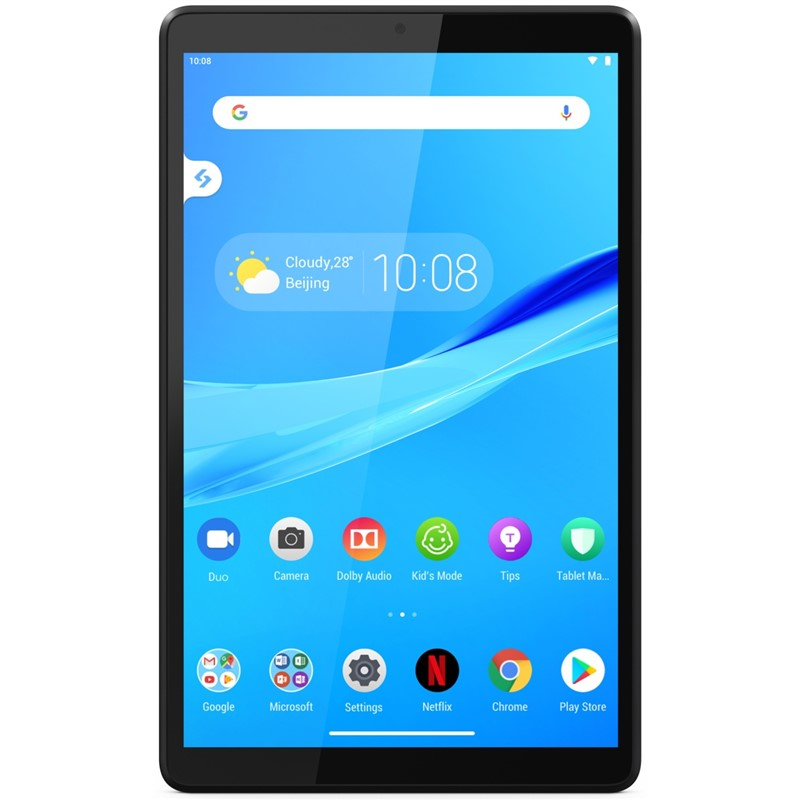 10:08
Cloudy,28°
Beijing
10:08
Duo
Camera
Dolby Audio
Kid's Mode
Tips
Tablet Ma...
Google
Microsoft
Settings
Netflix
Chrome
Play Store